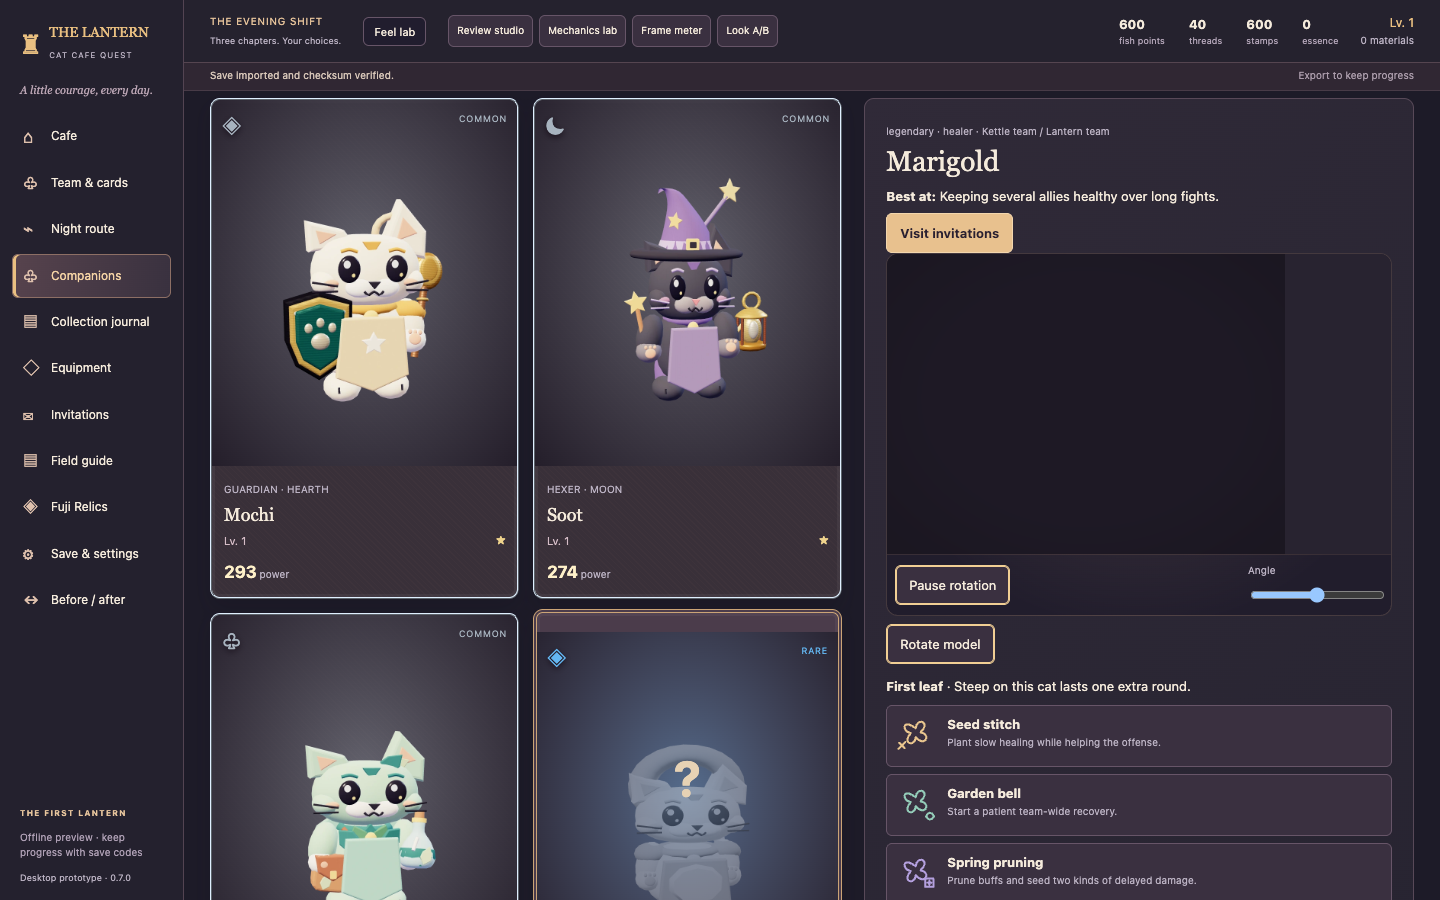 THE LANTERN
CAT CAFE QUEST
A little courage, every day.
Cafe
Team & cards
Night route
Companions
Collection journal
Equipment
Invitations
Field guide
Fuji Relics
Save & settings
Before / after
THE FIRST LANTERN
Offline preview · keep
progress with save codes
Desktop prototype · 0.7.0
THE EVENING SHIFT
Three chapters. Your choices.
Feel lab
Review studio
Mechanics lab
Frame meter
Look A/B
600
fish points
40
threads
600
stamps
0
essence
Lv. 1
0 materials
Save imported and checksum verified.
Export to keep progress
COMMON
GUARDIAN · HEARTH
Mochi
Lv. 1
293 power
COMMON
HEXER · MOON
Soot
Lv. 1
274 power
COMMON
RARE
?
legendary · healer · Kettle team / Lantern team
Marigold
Best at: Keeping several allies healthy over long fights.
Visit invitations
Pause rotation
Angle
Rotate model
First leaf · Steep on this cat lasts one extra round.
Seed stitch
Plant slow healing while helping the offense.
Garden bell
Start a patient team-wide recovery.
Spring pruning
Prune buffs and seed two kinds of delayed damage.